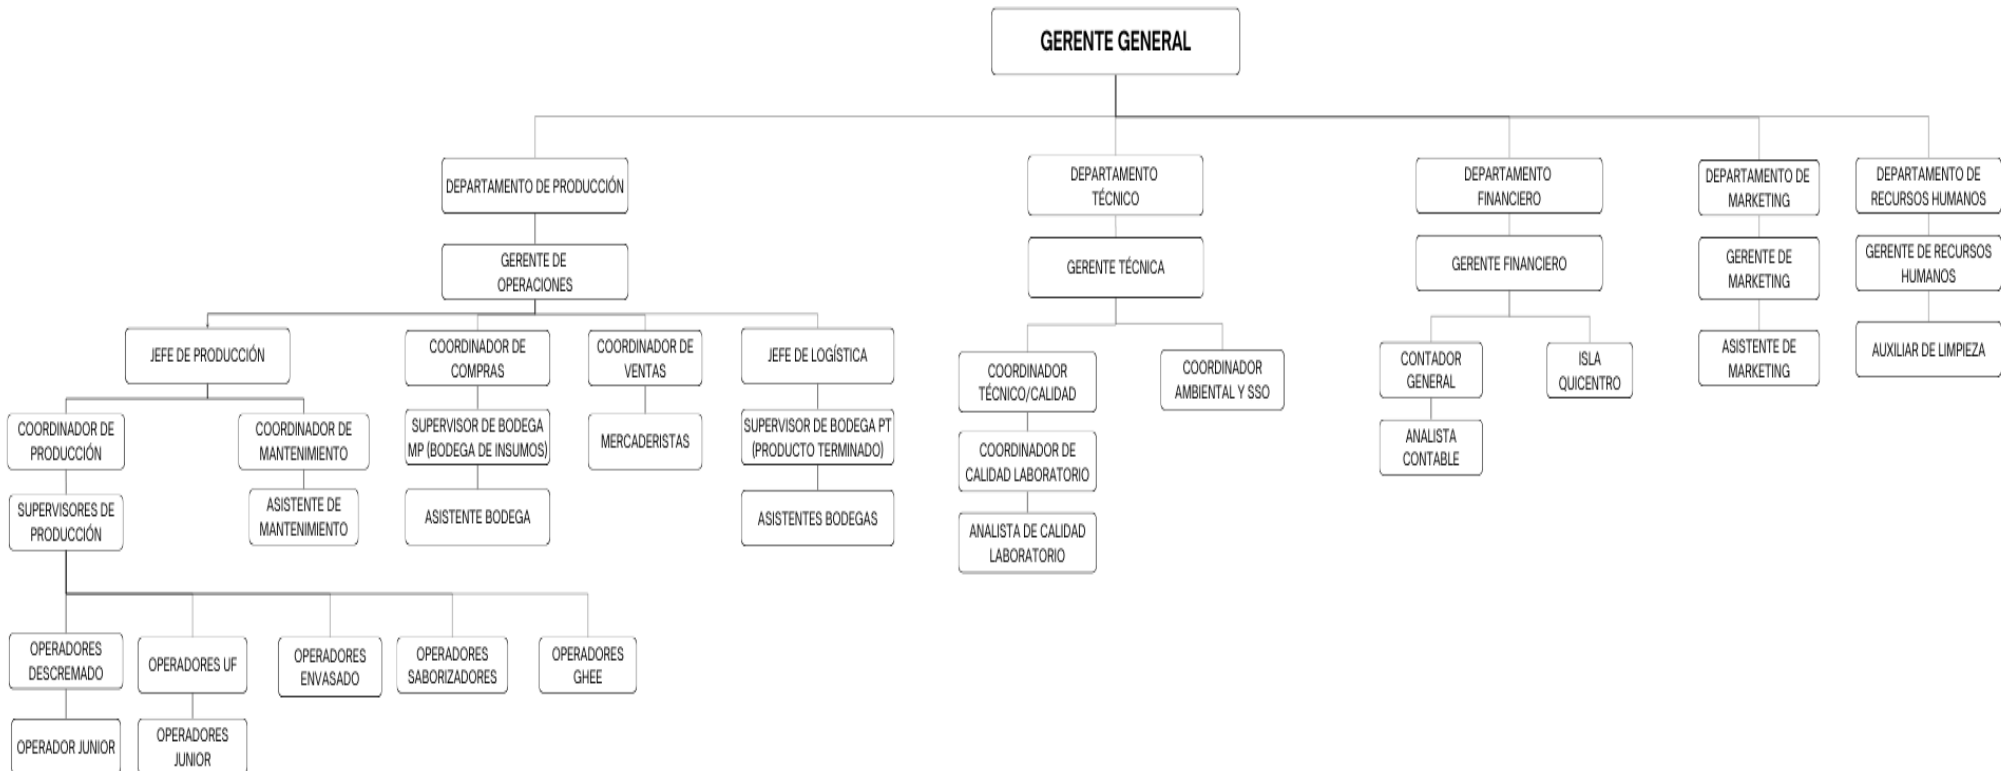 GERENTE GENERAL
DEPARTAMENTO DE PRODUCCIÓN
DEPARTAMENTO
TÉCNICO
DEPARTAMENTO
FINANCIERO
DEPARTAMENTO DE
MARKETING
DEPARTAMENTO DE
RECURSOS HUMANOS
GERENTE DE
OPERACIONES
GERENTE TÉCNICA
GERENTE FINANCIERO
GERENTE DE
MARKETING
GERENTE DE RECURSOS
HUMANOS
JEFE DE PRODUCCIÓN
COORDINADOR DE
COMPRAS
COORDINADOR DE
VENTAS
JEFE DE LOGÍSTICA
COORDINADOR
TÉCNICO/CALIDAD
COORDINADOR
AMBIENTAL Y SSO
CONTADOR
GENERAL
ISLA
QUICENTRO
ASISTENTE DE
MARKETING
AUXILIAR DE LIMPIEZA
COORDINADOR DE
PRODUCCIÓN
COORDINADOR DE
MANTENIMIENTO
SUPERVISOR DE BODEGA
MP (BODEGA DE INSUMOS)
MERCADERISTAS
SUPERVISOR DE BODEGA PT
(PRODUCTO TERMINADO)
COORDINADOR DE
CALIDAD LABORATORIO
ANALISTA
CONTABLE
SUPERVISORES DE
PRODUCCIÓN
ASISTENTE DE
MANTENIMIENTO
ASISTENTE BODEGA
ASISTENTES BODEGAS
ANALISTA DE CALIDAD
LABORATORIO
OPERADORES
DESCREMADO
OPERADORES UF
OPERADORES
ENVASADO
OPERADORES
SABORIZADORES
OPERADORES
GHEE
OPERADOR JUNIOR
OPERADORES
JUNIOR